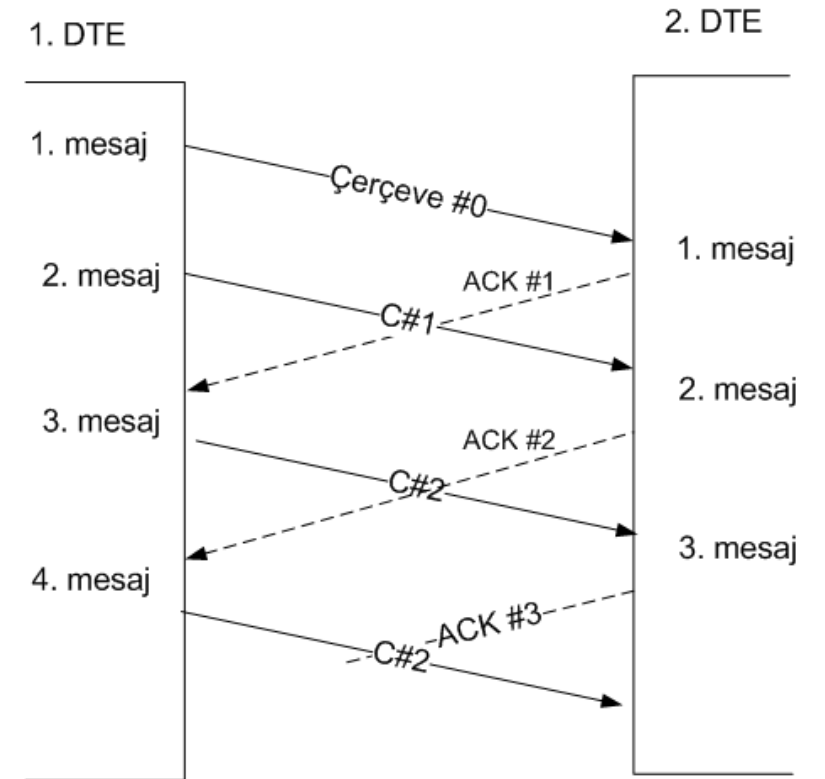 1. DTE
2. DTE
1. mesaj
Çerçeve #0
1. mesaj
2. mesaj
ACK #1
C#1
2. mesaj
3. mesaj
ACK #2
C#2
3. mesaj
4. mesaj
ACK #3
C#2